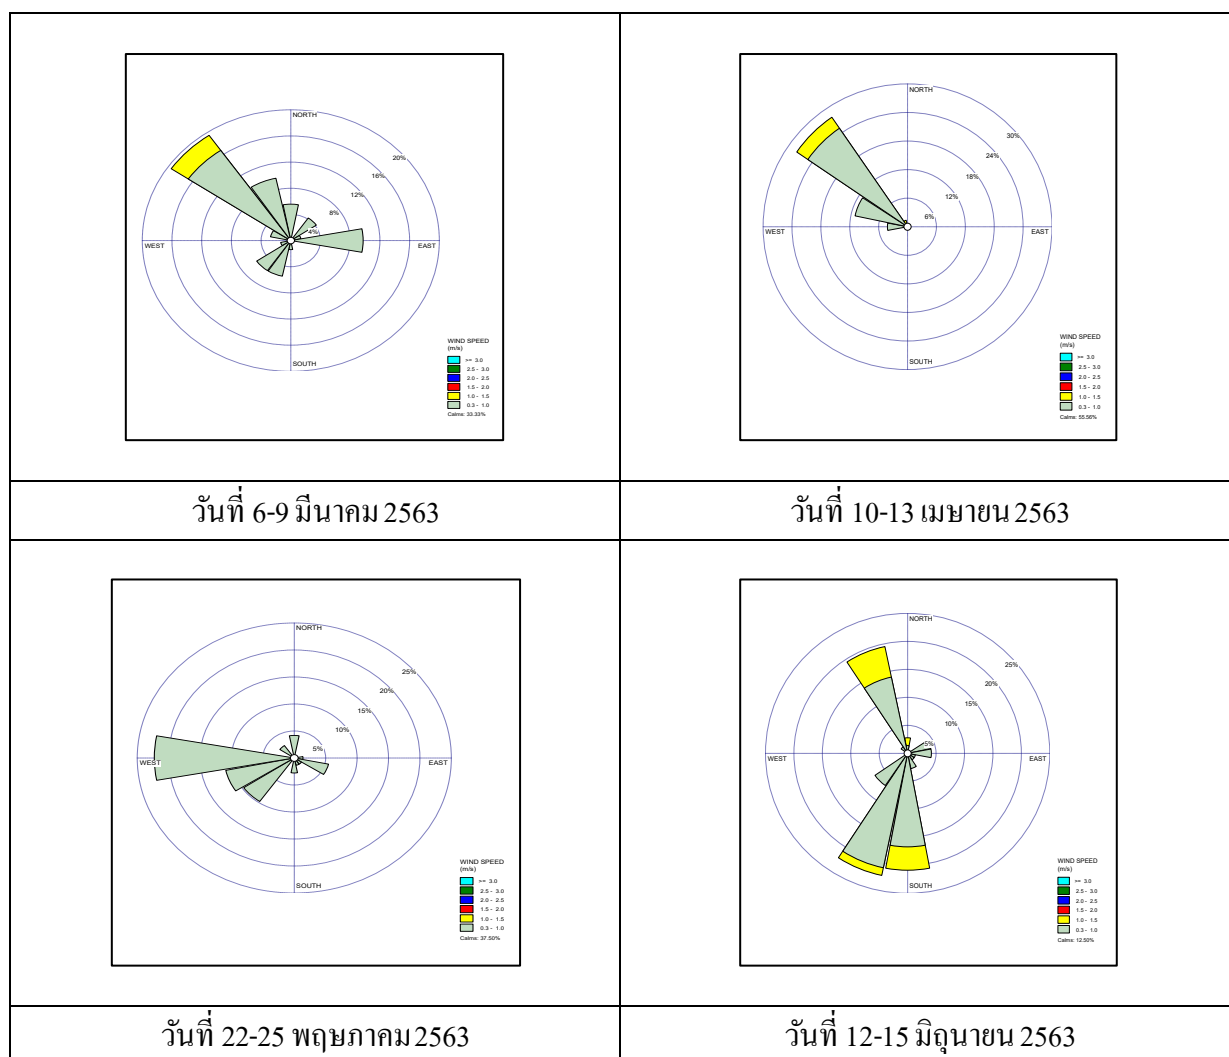 NORTH
20%
16%
12%
8%
4%
WEST
EAST
SOUTH
WIND SPEED
(m/s)
>= 3.0
2.5 - 3.0
2.0 - 2.5
1.5 - 2.0
1.0 - 1.5
0.3 - 1.0
Calms: 33.33%
NORTH
30%
24%
18%
12%
6%
WEST
EAST
SOUTH
WIND SPEED
(m/s)
>= 3.0
2.5 - 3.0
2.0 - 2.5
1.5 - 2.0
1.0 - 1.5
0.3 - 1.0
Calms: 55.56%
วันที่ 6-9 มีนาคม 2563
วันที่ 10-13 เมษายน 2563
NORTH
25%
20%
15%
10%
5%
WEST
EAST
SOUTH
WIND SPEED
(m/s)
>= 3.0
2.5 - 3.0
2.0 - 2.5
1.5 - 2.0
1.0 - 1.5
0.3 - 1.0
Calms: 37.50%
NORTH
25%
20%
15%
10%
5%
WEST
EAST
SOUTH
WIND SPEED
(m/s)
>= 3.0
2.5 - 3.0
2.0 - 2.5
1.5 - 2.0
1.0 - 1.5
0.3 - 1.0
Calms: 12.50%
วันที่ 22-25 พฤษภาคม 2563
วันที่ 12-15 มิถุนายน 2563